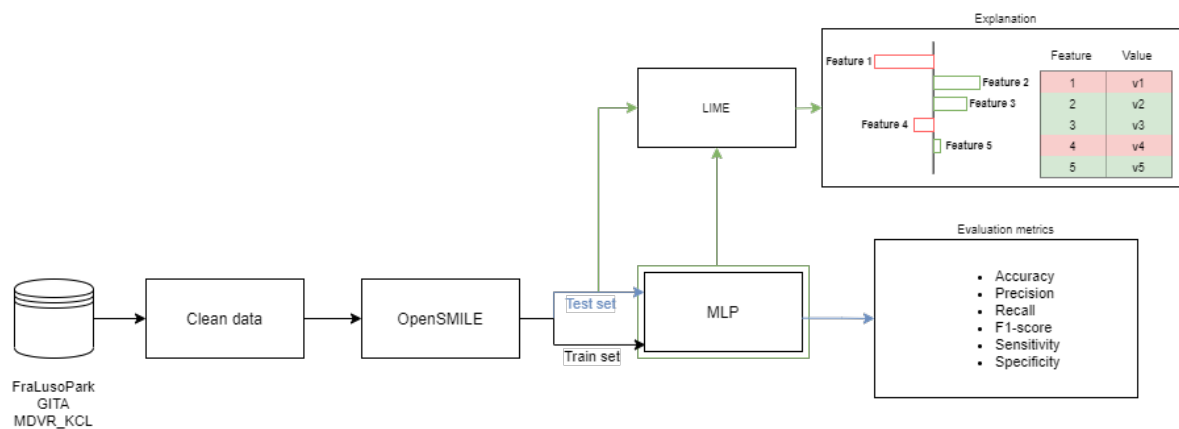 Explanation
Feature 1
Feature 2
Feature 3
Feature 4
Feature 5
Feature Value
1 v1
2 v2
3 v3
4 v4
5 v5
LIME
FraLusoPark
GITA
MDVR_KCL
Clean data
OpenSMILE
Test set
Train set
MLP
Evaluation metrics
• Accuracy
• Precision
• Recall
• F1-score
• Sensitivity
• Specificity